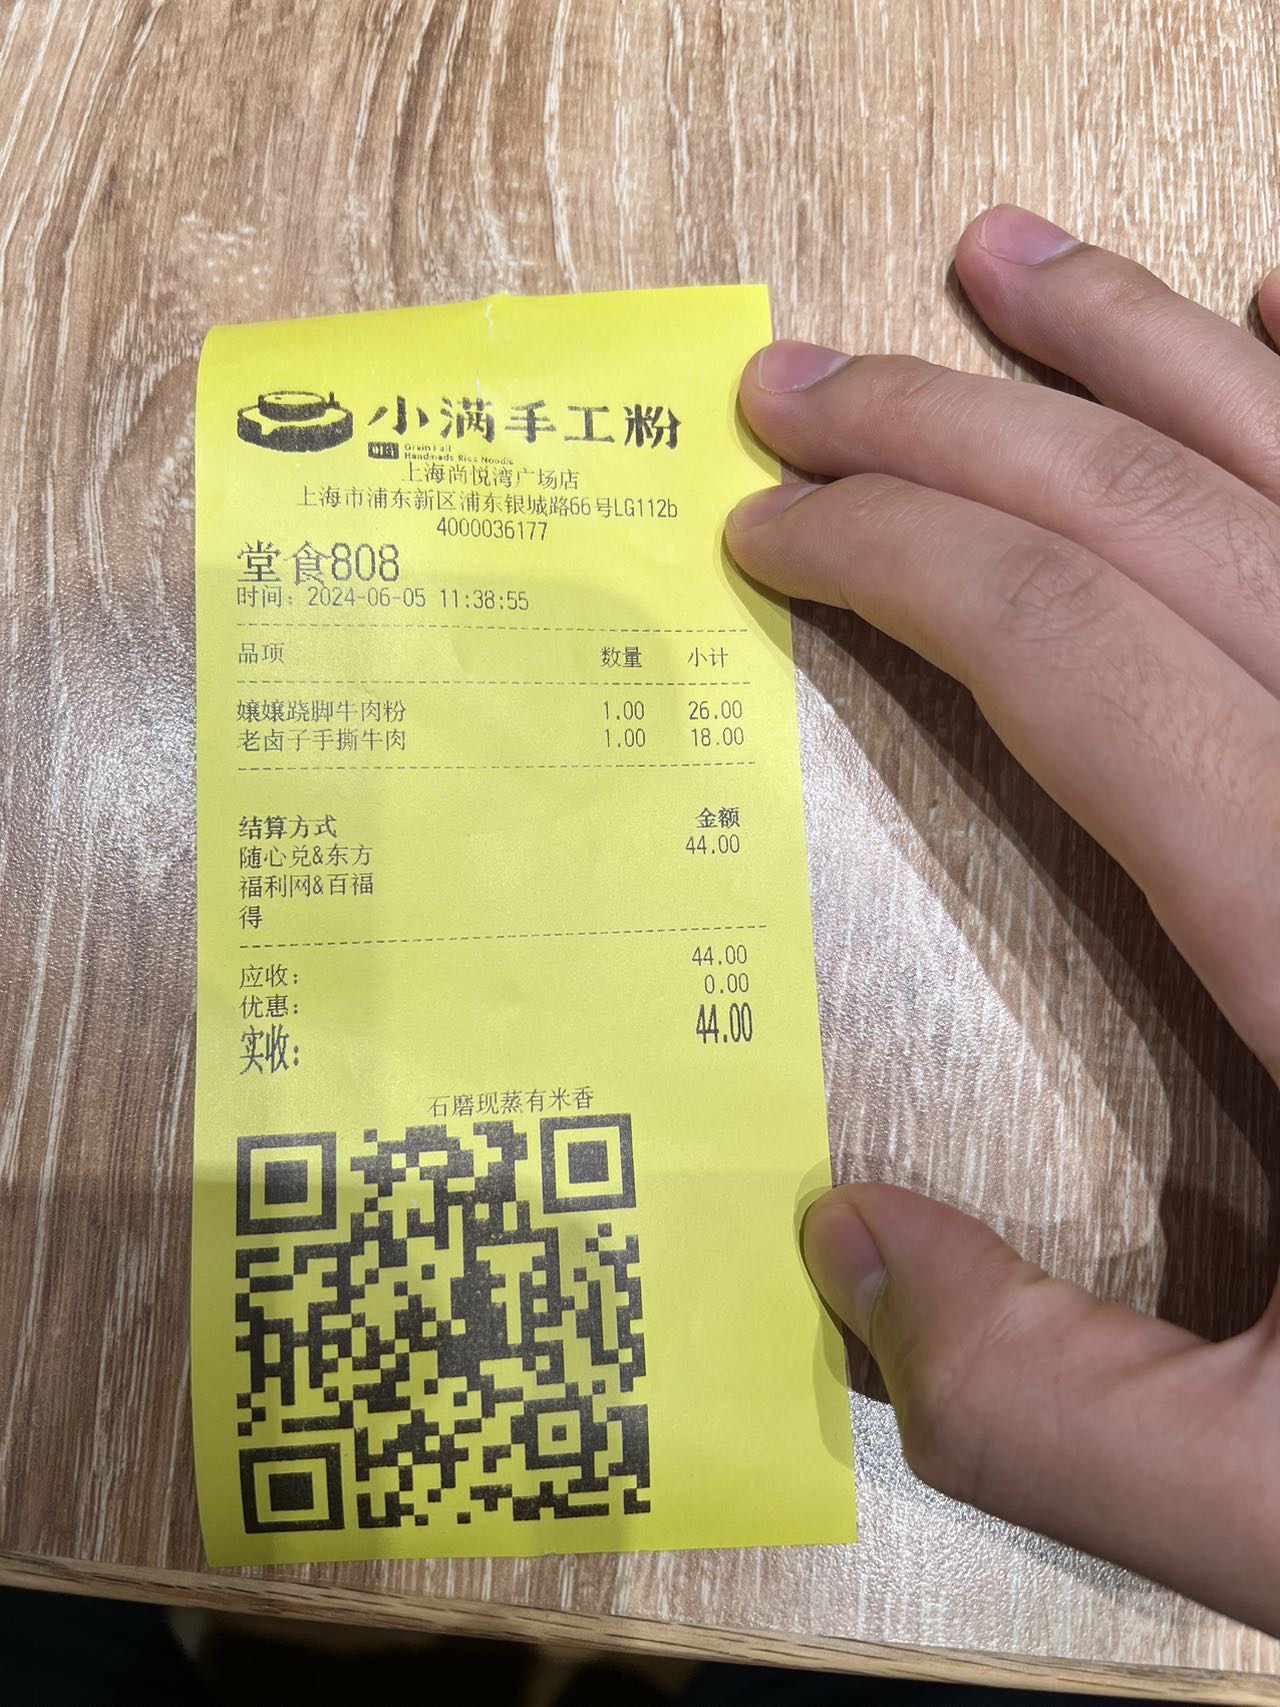 小满手工粉
Grain Full
Handmade Rice Noodle
上海尚悦湾广场店
上海市浦东新区浦东银城路66号LG112b
4000036177
堂食808
时间：2024-06-05 11:38:55
品项 数量 小计
嬢嬢跷脚牛肉粉 1.00 26.00
老卤子手撕牛肉 1.00 18.00
结算方式 金额
随心兑&东方 44.00
福利网&百福
得
应收： 44.00
优惠： 0.00
实收： 44.00
石磨现蒸有米香